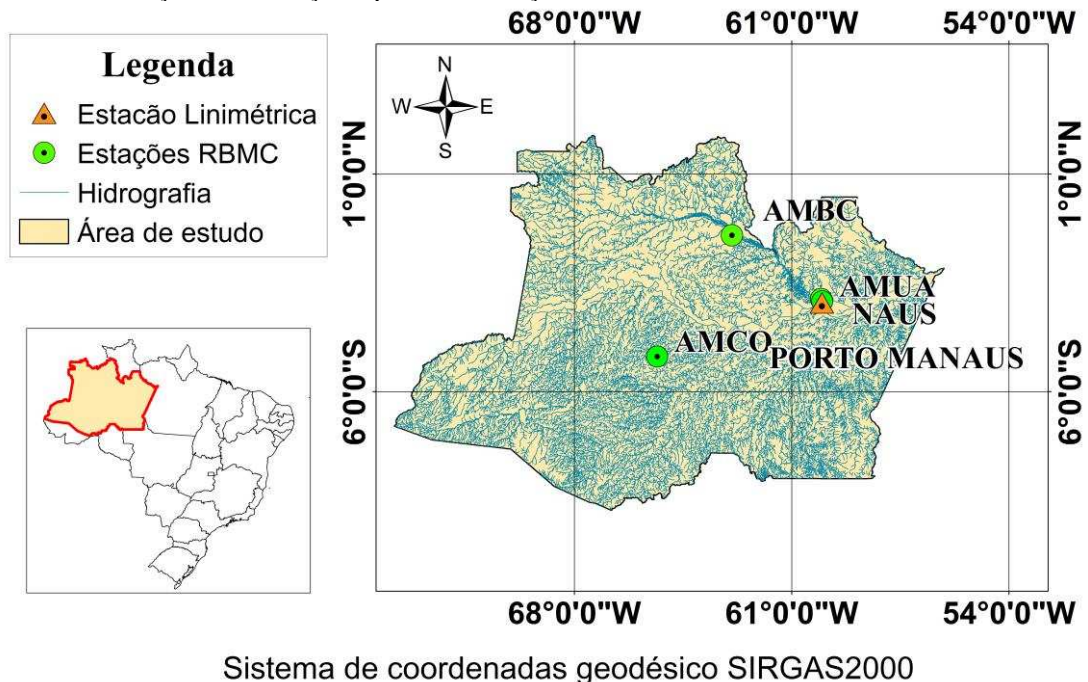 Legenda
Estacão Linimétrica
Estações RBMC
Hidrografia
Área de estudo
68°0'0"W 61°0'0"W 54°0'0"W
N
W E
S
1°0'0"N 1°0'0"N
AMBC
AMUA
NAUS
AMCO
PORTO MANAUS
6°0'0"S 6°0'0"S
68°0'0"W 61°0'0"W 54°0'0"W
Sistema de coordenadas geodésico SIRGAS2000